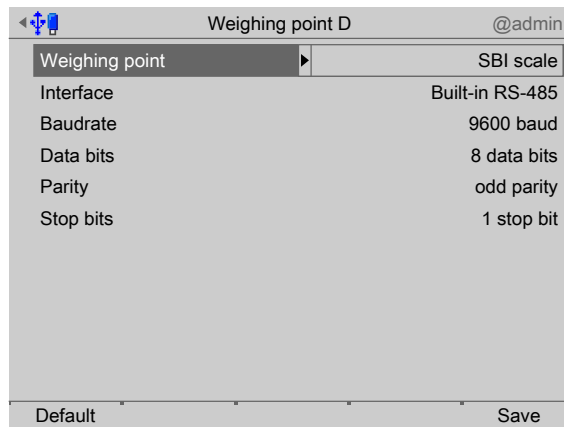 Weighing point D @admin
Weighing point SBI scale
Interface Built-in RS-485
Baudrate 9600 baud
Data bits 8 data bits
Parity odd parity
Stop bits 1 stop bit
Default Save